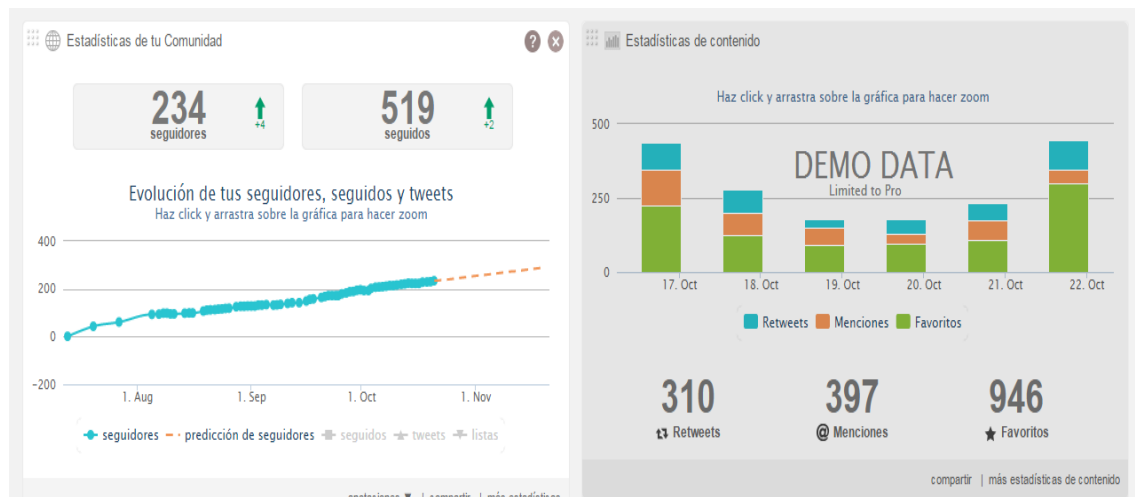 Estadísticas de tu Comunidad
234
seguidores
+4
519
seguidos
+2
Evolución de tus seguidores, seguidos y tweets
Haz click y arrastra sobre la gráfica para hacer zoom
400
200
0
-200
1. Aug
1. Sep
1. Oct
1. Nov
seguidores predicción de seguidores seguidos tweets listas
| compartir | más estadísticas
Estadísticas de contenido
Haz click y arrastra sobre la gráfica para hacer zoom
500
250
0
DEMO DATA
Limited to Pro
17. Oct
18. Oct
19. Oct
20. Oct
21. Oct
22. Oct
Retweets Menciones Favoritos
310
Retweets
397
@ Menciones
946
Favoritos
compartir | más estadísticas de contenido